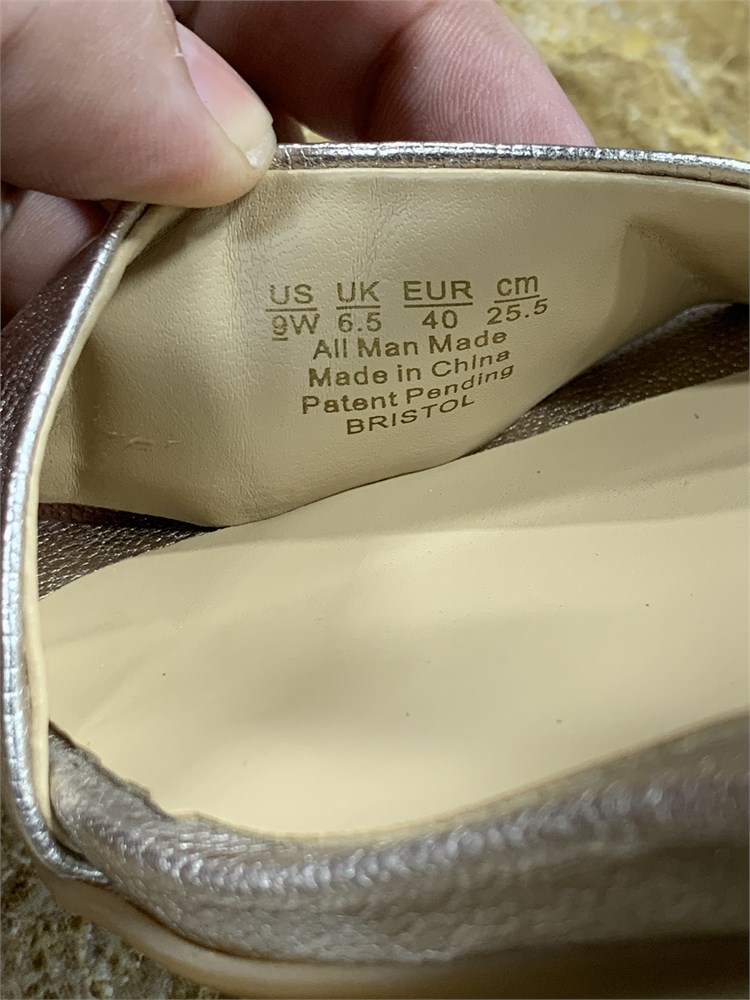 US UK EUR cm
9W 6.5 40 25.5
All Man Made
Made in China
Patent Pending
BRISTOL